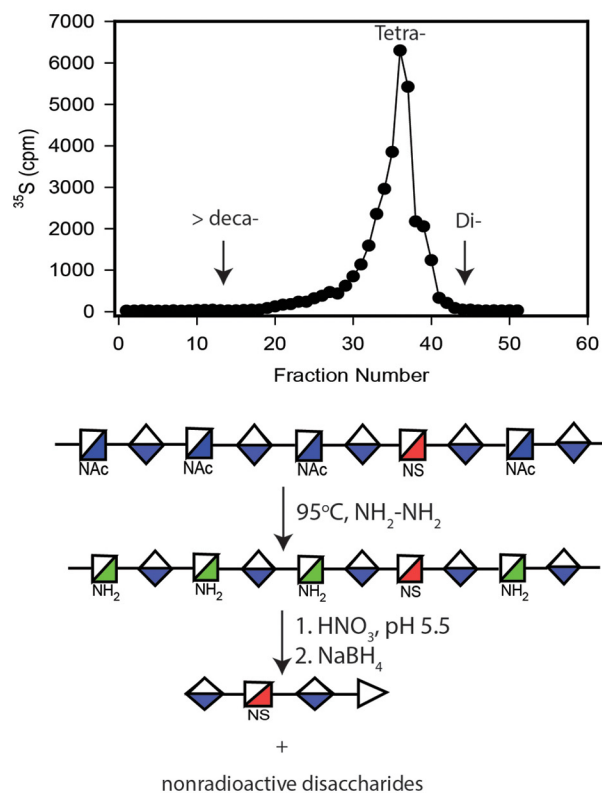 Tetra-
7000
6000
5000
4000
3000
2000
1000
0
³⁵S (cpm)
> deca-
Di-
0 10 20 30 40 50 60
Fraction Number
NAc NAc NAc NS NAc
95°C, NH₂-NH₂
NH₂ NH₂ NH₂ NS NH₂
1. HNO₃, pH 5.5
2. NaBH₄
NS
+
nonradioactive disaccharides